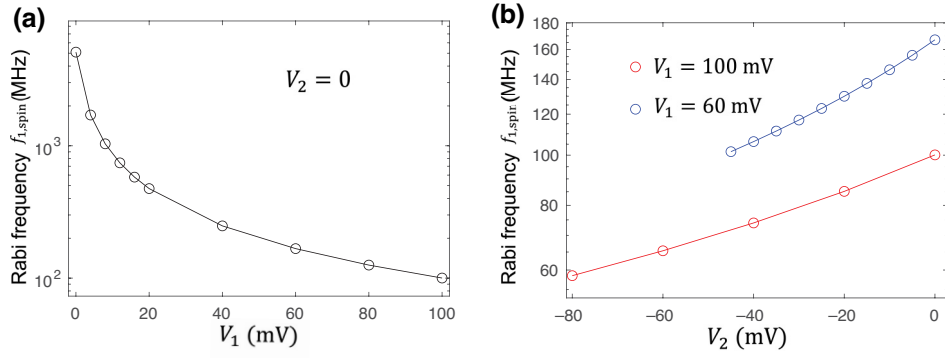 (a)
Rabi frequency f₁,spin (MHz)
10³
10²
V₂ = 0
0 20 40 60 80 100
V₁ (mV)
(b)
Rabi frequency f₁,spin (MHz)
180
160
140
120
100
80
60
V₁ = 100 mV
V₁ = 60 mV
−80 −60 −40 −20 0
V₂ (mV)